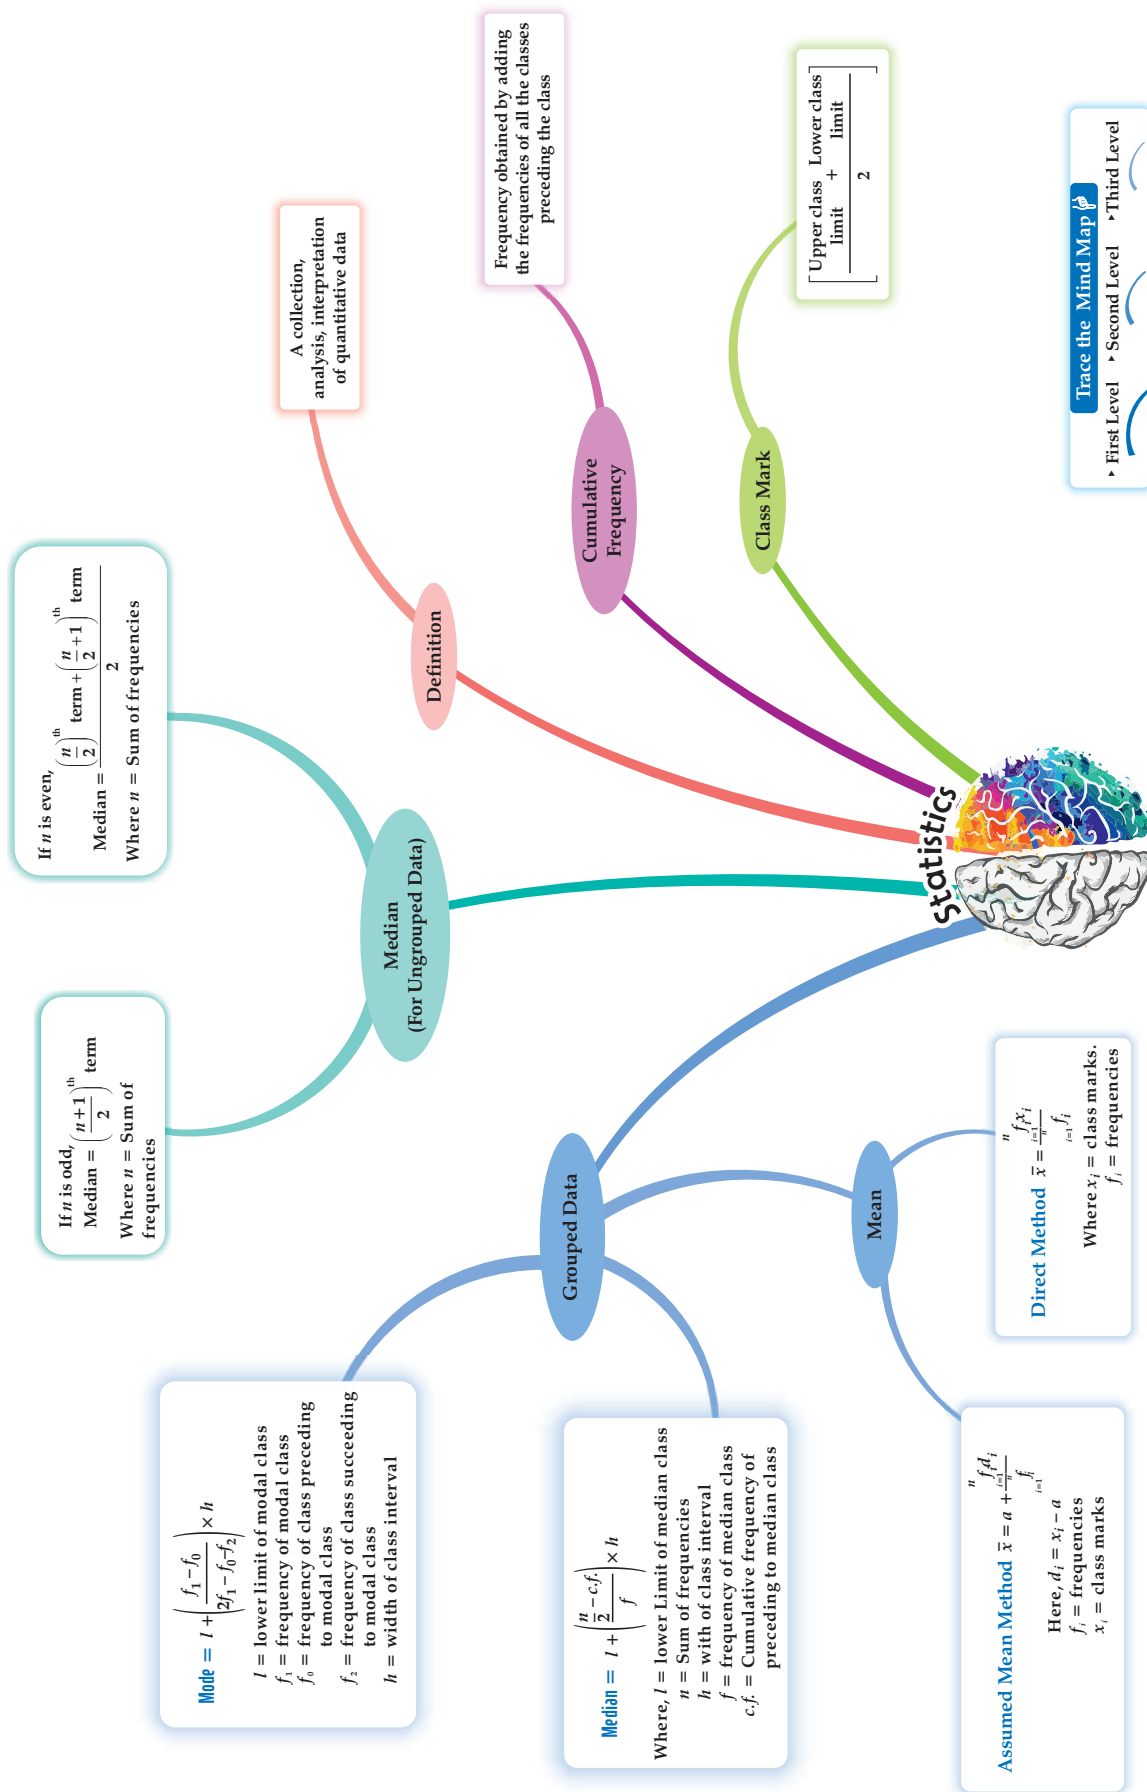 Statistics
Definition
A collection,
analysis, interpretation
of quantitative data
Cumulative
Frequency
Frequency obtained by adding
the frequencies of all the classes
preceding the class
Class Mark
[(Upper class limit + Lower class limit) / 2]
Median
(For Ungrouped Data)
If n is odd,
Median = ((n+1)/2)^th term
Where n = Sum of
frequencies
If n is even,
Median = ((n/2)^th term + (n/2 + 1)^th term) / 2
Where n = Sum of frequencies
Grouped Data
Mode = l + ((f₁ – f₀) / (2f₁ – f₀ – f₂)) × h
l = lower limit of modal class
f₁ = frequency of modal class
f₀ = frequency of class preceding
to modal class
f₂ = frequency of class succeeding
to modal class
h = width of class interval
Median = l + ((n/2 – c.f.) / f) × h
Where, l = lower Limit of median class
n = Sum of frequencies
h = with of class interval
f = frequency of median class
c.f. = Cumulative frequency of
preceding to median class
Mean
Assumed Mean Method x̄ = a + (ⁿ ᵢ₌₁ fᵢdᵢ) / (ⁿ ᵢ₌₁ fᵢ)
Here, dᵢ = xᵢ – a
fᵢ = frequencies
xᵢ = class marks
Direct Method x̄ = (ⁿ ᵢ₌₁ fᵢxᵢ) / (ⁿ ᵢ₌₁ fᵢ)
Where xᵢ = class marks.
fᵢ = frequencies
Trace the Mind Map
▸ First Level ▸ Second Level ▸ Third Level